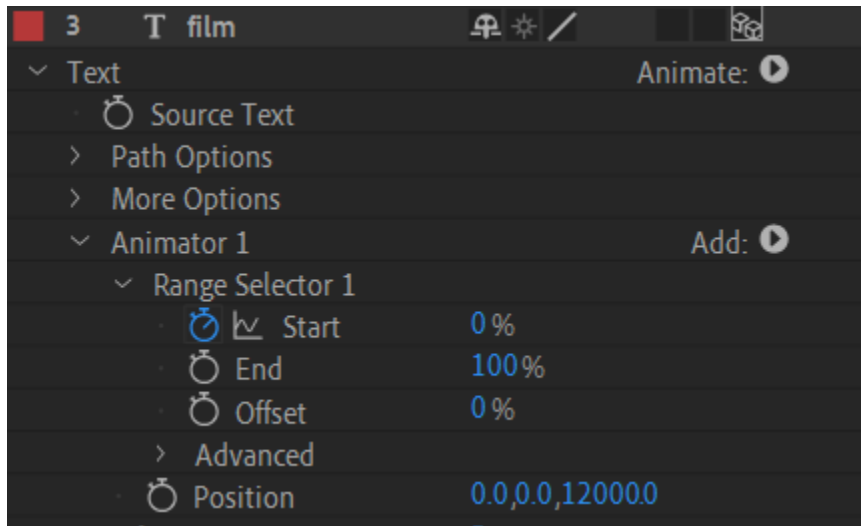 3 T film
Text Animate:
Source Text
Path Options
More Options
Animator 1 Add:
Range Selector 1
Start 0%
End 100%
Offset 0%
Advanced
Position 0.0,0.0,12000.0